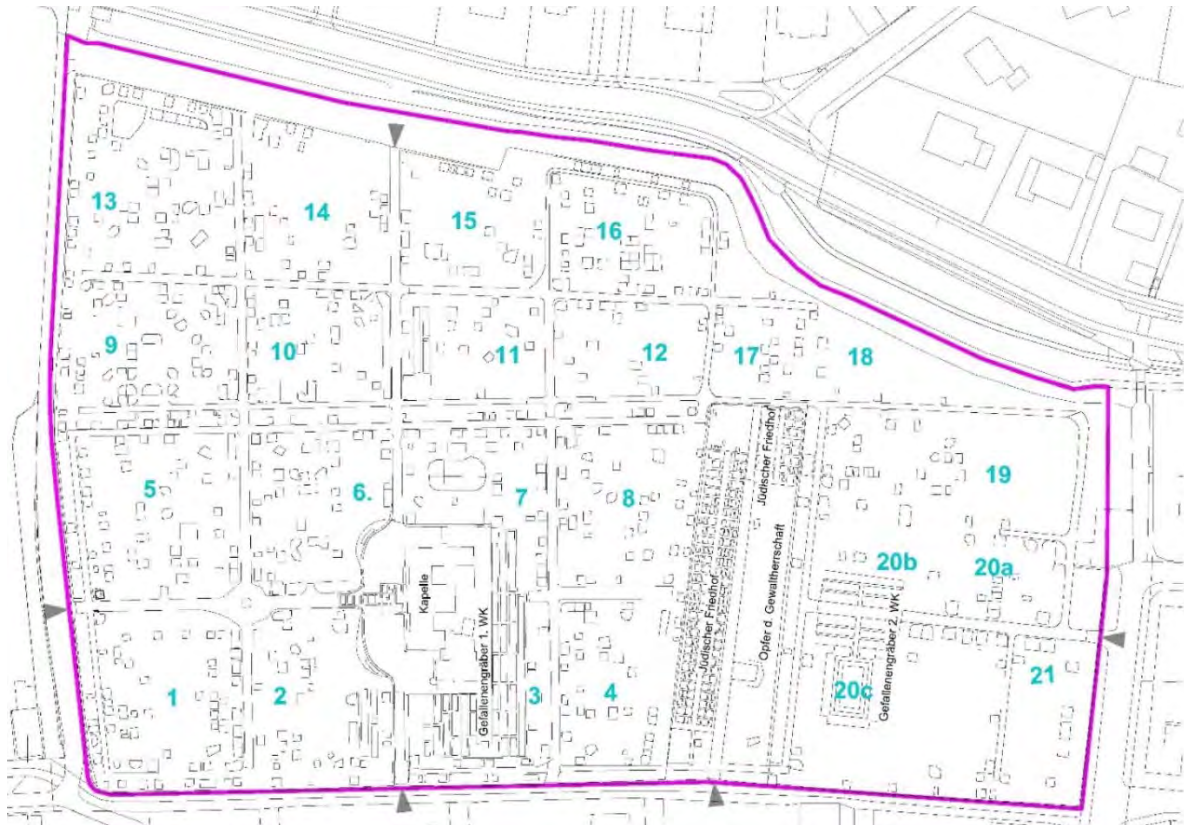 13
14
15
16
9
10
11
12
17
18
5
6.
7
8
Jüdischer Friedhof
19
20b
20a
Kapelle
Jüdischer Friedhof
Opfer d. Gewaltherrschaft
Gefallenengräber 1. WK
Gefallenengräber 2. WK
1
2
3
4
20c
21